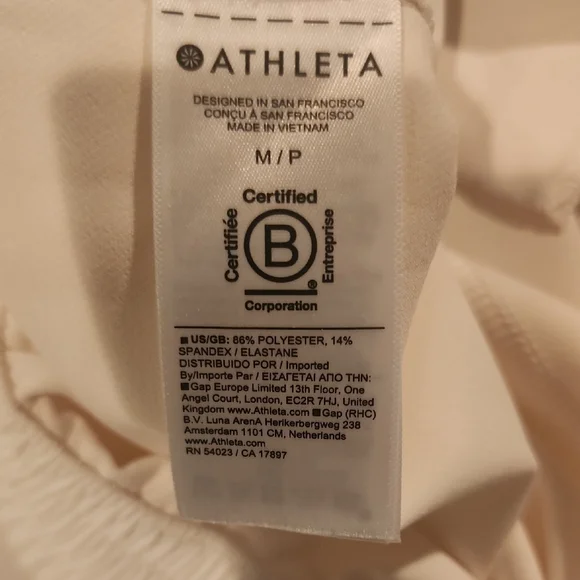 ATHLETA
DESIGNED IN SAN FRANCISCO
CONÇU À SAN FRANCISCO
MADE IN VIETNAM
M / P
Certified
Certifiée
B
Entreprise
®
Corporation
US/GB: 86% POLYESTER, 14%
SPANDEX / ELASTANE
DISTRIBUIDO POR / Imported
By/Importe Par / ΕΙΣΑΓΕΤΑΙ ΑΠΟ ΤΗΝ:
Gap Europe Limited 13th Floor, One
Angel Court, London, EC2R 7HJ, United
Kingdom www.Athleta.com Gap (RHC)
B.V. Luna ArenA Herikerbergweg 238
Amsterdam 1101 CM, Netherlands
www.Athleta.com
RN 54023 / CA 17897